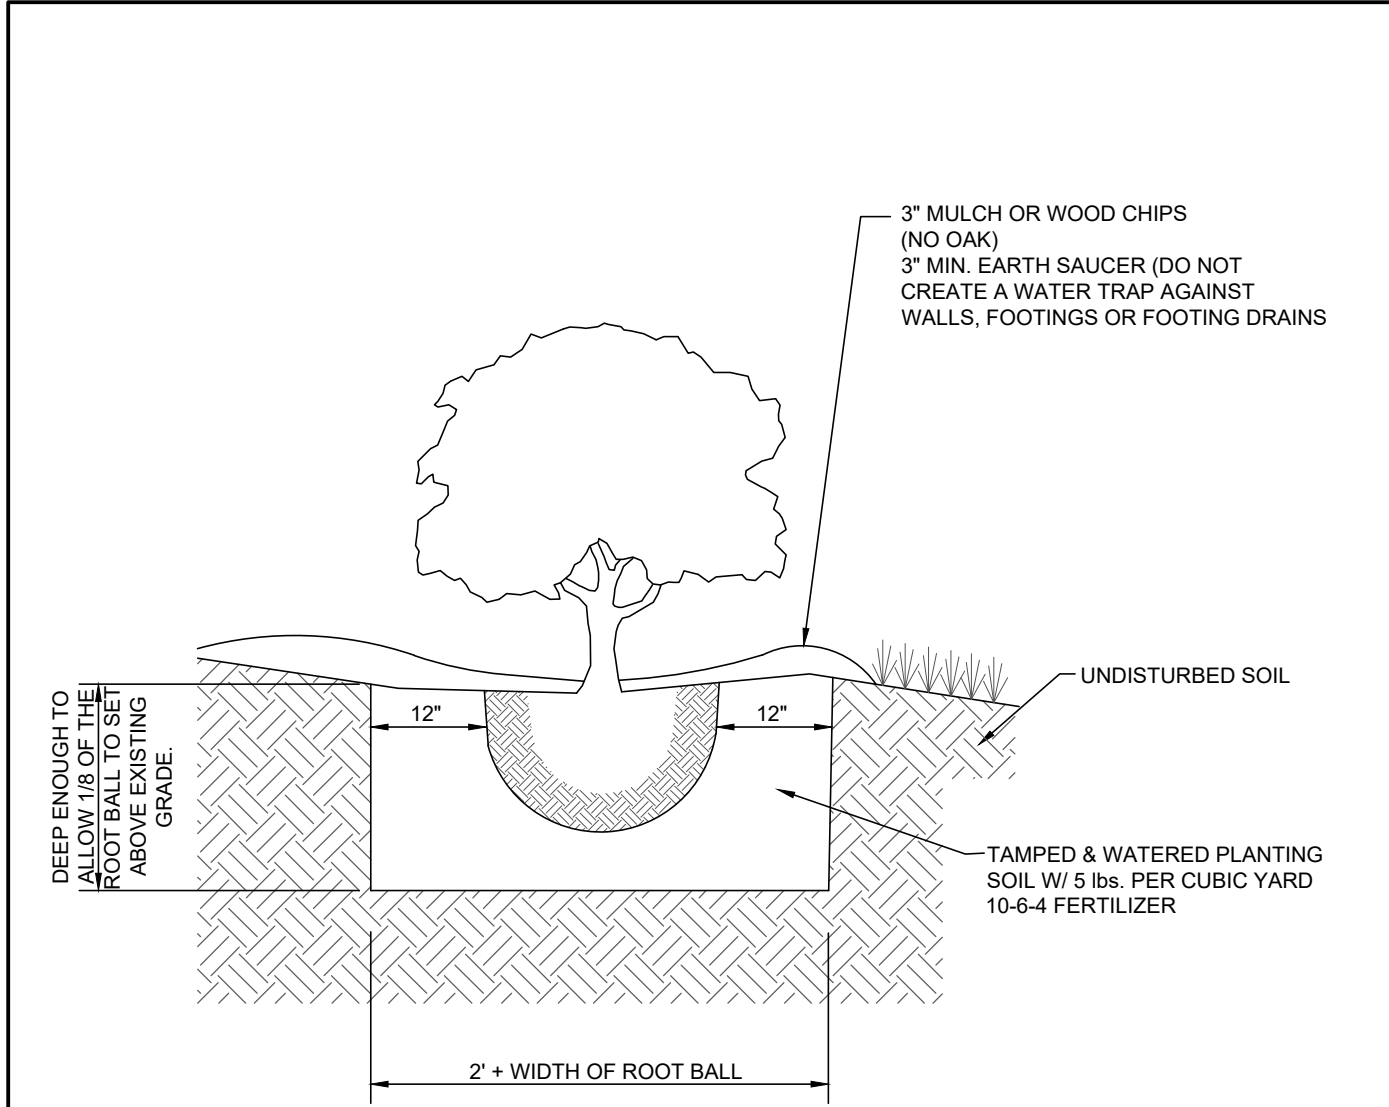 3" MULCH OR WOOD CHIPS
(NO OAK)
3" MIN. EARTH SAUCER (DO NOT
CREATE A WATER TRAP AGAINST
WALLS, FOOTINGS OR FOOTING DRAINS
UNDISTURBED SOIL
12"
12"
DEEP ENOUGH TO
ALLOW 1/8 OF THE
ROOT BALL TO SET
ABOVE EXISTING
GRADE.
TAMPED & WATERED PLANTING
SOIL W/ 5 lbs. PER CUBIC YARD
10-6-4 FERTILIZER
2' + WIDTH OF ROOT BALL